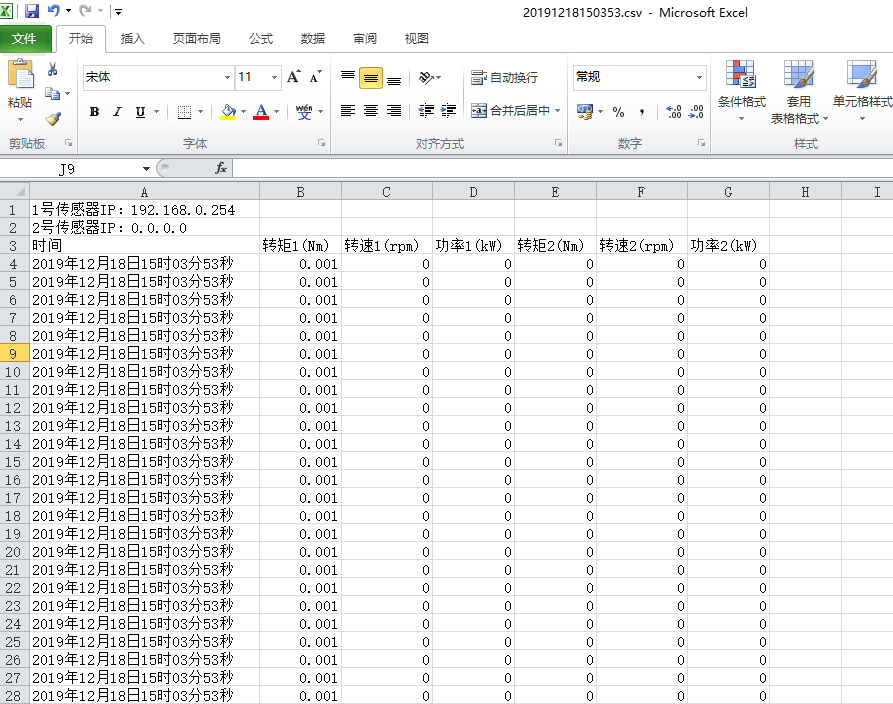 20191218150353.csv - Microsoft Excel
文件 开始 插入 页面布局 公式 数据 审阅 视图
宋体 11 A A 自动换行 常规
粘贴 B I U A wén 文 合并后居中 % , 条件格式 套用 表格格式 单元格样式
剪贴板 字体 对齐方式 数字 样式
J9 fx
A B C D E F G H I
1 1号传感器IP：192.168.0.254
2 2号传感器IP：0.0.0.0
3 时间 转矩1(Nm) 转速1(rpm) 功率1(kW) 转矩2(Nm) 转速2(rpm) 功率2(kW)
4 2019年12月18日15时03分53秒 0.001 0 0 0 0 0
5 2019年12月18日15时03分53秒 0.001 0 0 0 0 0
6 2019年12月18日15时03分53秒 0.001 0 0 0 0 0
7 2019年12月18日15时03分53秒 0.001 0 0 0 0 0
8 2019年12月18日15时03分53秒 0.001 0 0 0 0 0
9 2019年12月18日15时03分53秒 0.001 0 0 0 0 0
10 2019年12月18日15时03分53秒 0.001 0 0 0 0 0
11 2019年12月18日15时03分53秒 0.001 0 0 0 0 0
12 2019年12月18日15时03分53秒 0.001 0 0 0 0 0
13 2019年12月18日15时03分53秒 0.001 0 0 0 0 0
14 2019年12月18日15时03分53秒 0.001 0 0 0 0 0
15 2019年12月18日15时03分53秒 0.001 0 0 0 0 0
16 2019年12月18日15时03分53秒 0.001 0 0 0 0 0
17 2019年12月18日15时03分53秒 0.001 0 0 0 0 0
18 2019年12月18日15时03分53秒 0.001 0 0 0 0 0
19 2019年12月18日15时03分53秒 0.001 0 0 0 0 0
20 2019年12月18日15时03分53秒 0.001 0 0 0 0 0
21 2019年12月18日15时03分53秒 0.001 0 0 0 0 0
22 2019年12月18日15时03分53秒 0.001 0 0 0 0 0
23 2019年12月18日15时03分53秒 0.001 0 0 0 0 0
24 2019年12月18日15时03分53秒 0.001 0 0 0 0 0
25 2019年12月18日15时03分53秒 0.001 0 0 0 0 0
26 2019年12月18日15时03分53秒 0.001 0 0 0 0 0
27 2019年12月18日15时03分53秒 0.001 0 0 0 0 0
28 2019年12月18日15时03分53秒 0.001 0 0 0 0 0